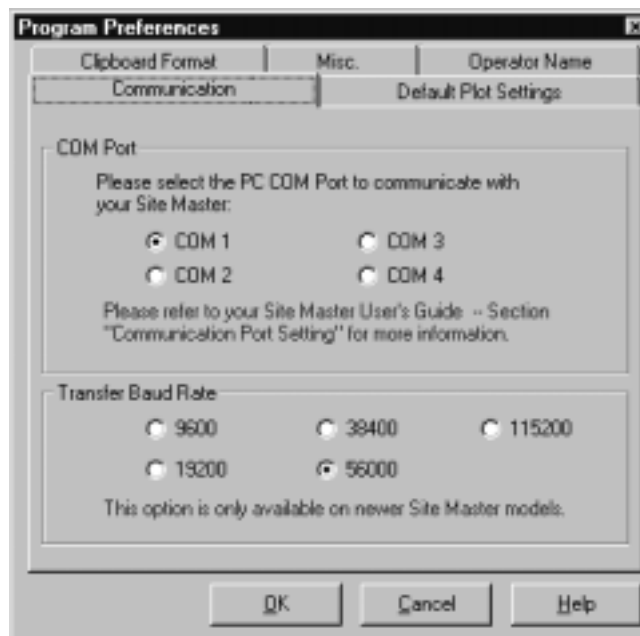 Program Preferences
Clipboard Format
Misc.
Operator Name
Communication
Default Plot Settings
COM Port
Please select the PC COM Port to communicate with
your Site Master:
COM 1
COM 3
COM 2
COM 4
Please refer to your Site Master User's Guide -- Section
"Communication Port Setting" for more information.
Transfer Baud Rate
9600
38400
115200
19200
56000
This option is only available on newer Site Master models.
OK
Cancel
Help